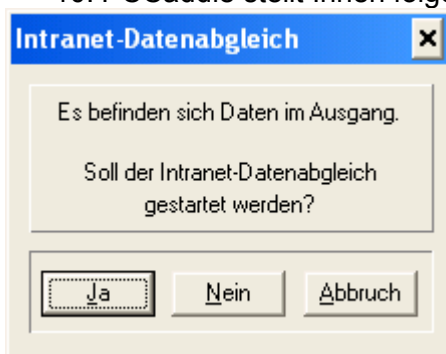 Intranet-Datenabgleich
Es befinden sich Daten im Ausgang.
Soll der Intranet-Datenabgleich
gestartet werden?
Ja Nein Abbruch